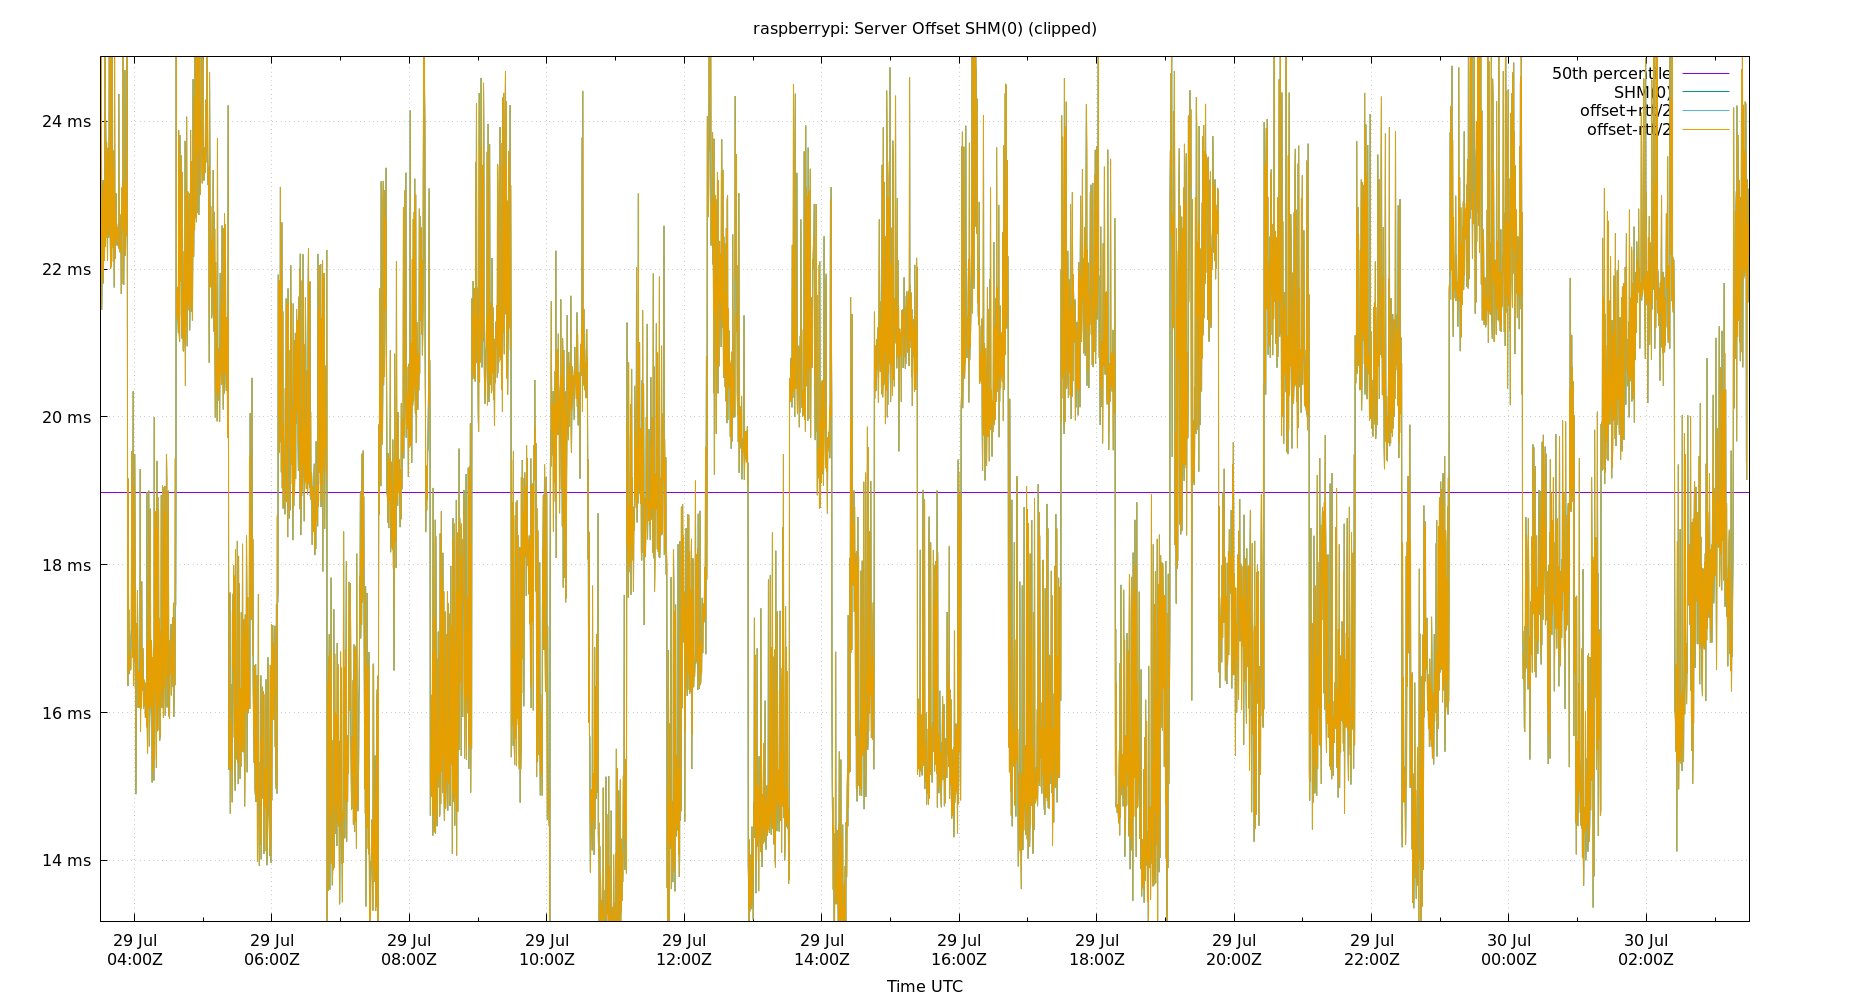 raspberrypi: Server Offset SHM(0) (clipped)
50th percentile
SHM(0)
offset+rtt/2
offset-rtt/2
24 ms
22 ms
20 ms
18 ms
16 ms
14 ms
29 Jul 29 Jul 29 Jul 29 Jul 29 Jul 29 Jul 29 Jul 29 Jul 29 Jul 29 Jul 30 Jul 30 Jul
04:00Z 06:00Z 08:00Z 10:00Z 12:00Z 14:00Z 16:00Z 18:00Z 20:00Z 22:00Z 00:00Z 02:00Z
Time UTC